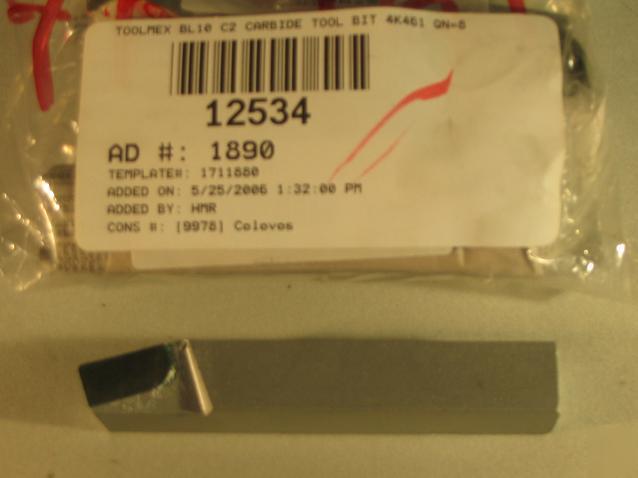 TOOLMEX BL10 C2 CARBIDE TOOL BIT 4K461 QN=8
12534
AD #: 1890
TEMPLATE#: 1711880
ADDED ON: 5/25/2006 1:32:00 PM
ADDED BY: HMR
CONS #: [9978] Colovos